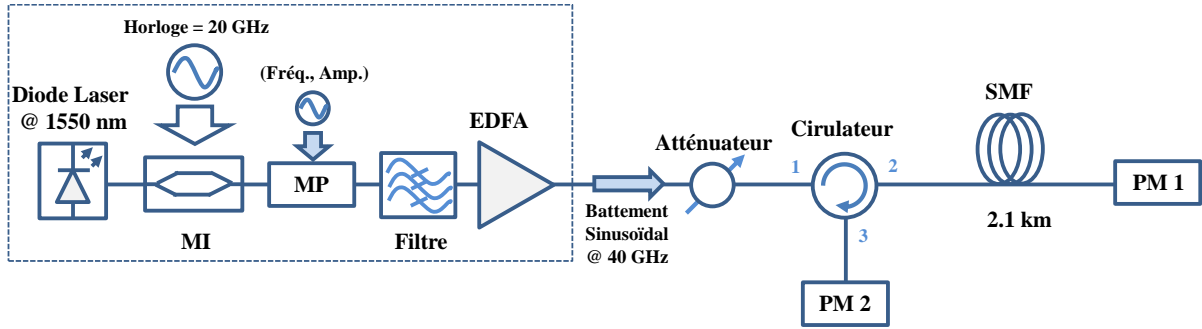 Horloge = 20 GHz
(Fréq., Amp.)
Diode Laser
@ 1550 nm
EDFA
SMF
Atténuateur
Cirulateur
1
2
3
MP
PM 1
MI
Filtre
Battement
Sinusoïdal
@ 40 GHz
2.1 km
PM 2